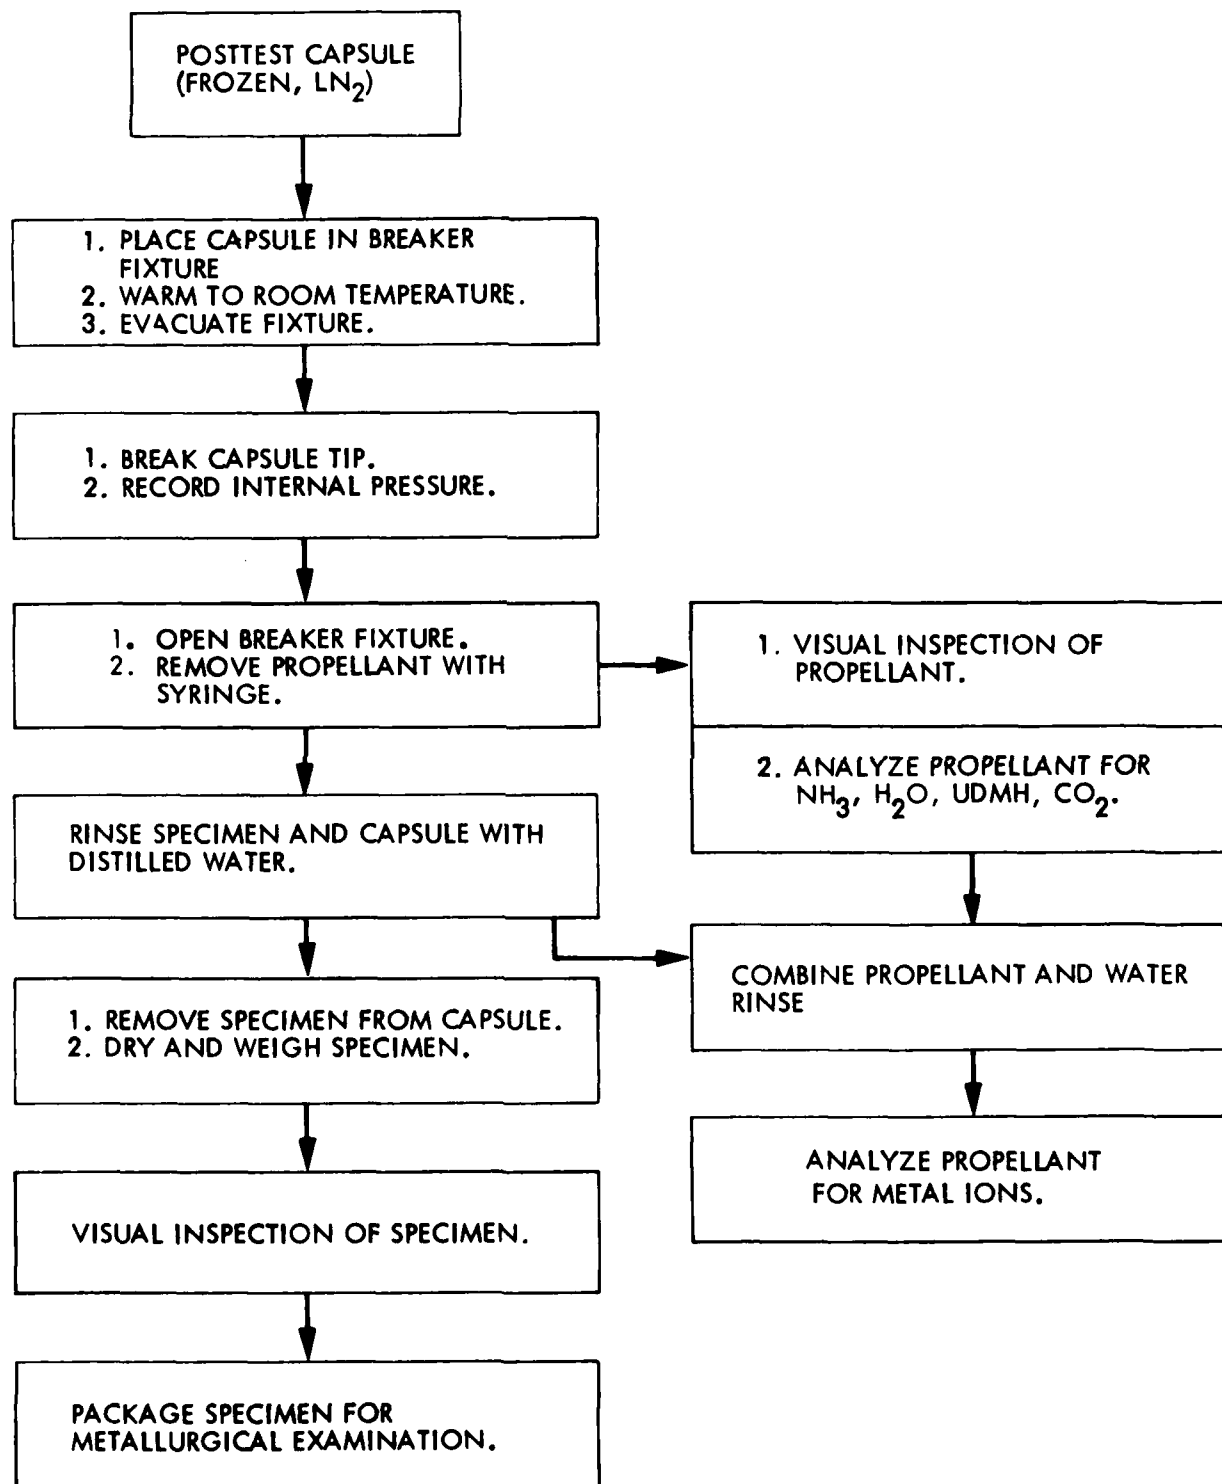 POSTTEST CAPSULE
(FROZEN, LN₂)
1. PLACE CAPSULE IN BREAKER
FIXTURE
2. WARM TO ROOM TEMPERATURE.
3. EVACUATE FIXTURE.
1. BREAK CAPSULE TIP.
2. RECORD INTERNAL PRESSURE.
1. OPEN BREAKER FIXTURE.
2. REMOVE PROPELLANT WITH
SYRINGE.
1. VISUAL INSPECTION OF
PROPELLANT.
2. ANALYZE PROPELLANT FOR
NH₃, H₂O, UDMH, CO₂.
RINSE SPECIMEN AND CAPSULE WITH
DISTILLED WATER.
COMBINE PROPELLANT AND WATER
RINSE
1. REMOVE SPECIMEN FROM CAPSULE.
2. DRY AND WEIGH SPECIMEN.
ANALYZE PROPELLANT
FOR METAL IONS.
VISUAL INSPECTION OF SPECIMEN.
PACKAGE SPECIMEN FOR
METALLURGICAL EXAMINATION.